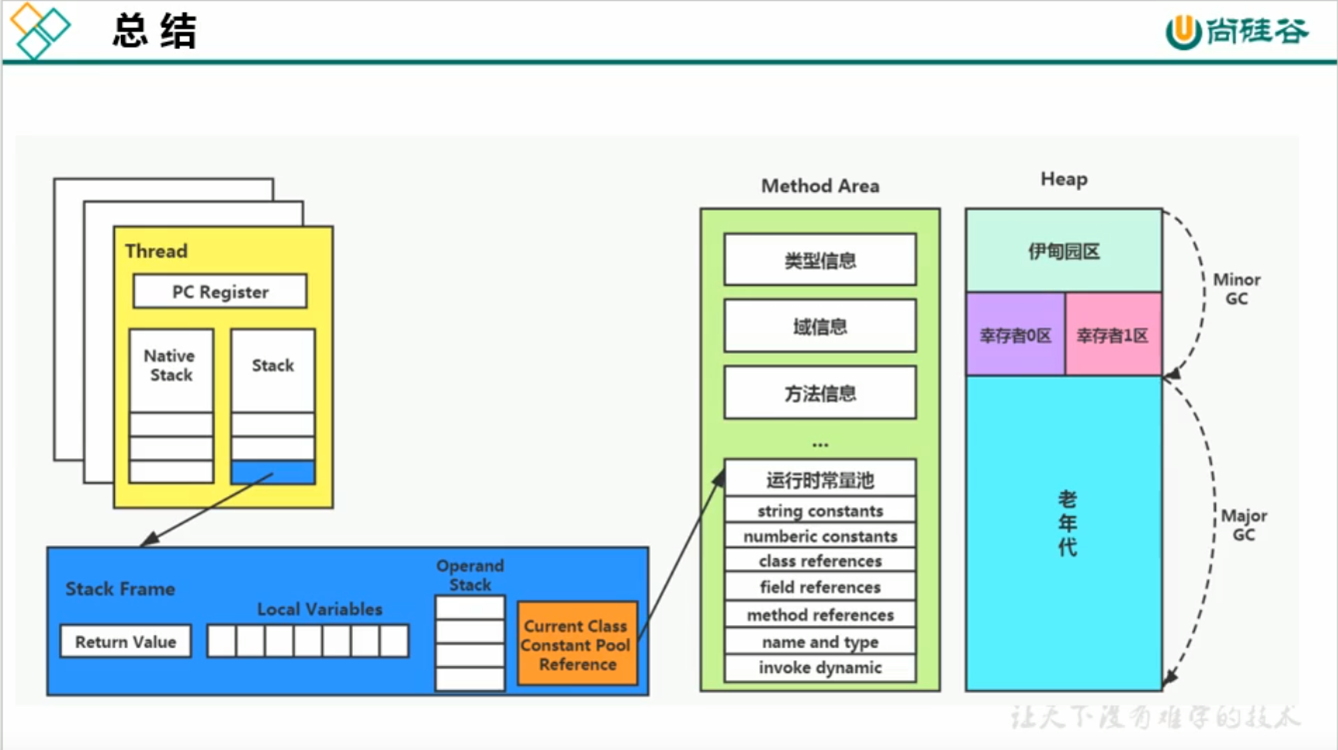 总结
尚硅谷
Thread
PC Register
Native
Stack
Stack
Stack Frame
Return Value
Local Variables
Operand
Stack
Current Class
Constant Pool
Reference
Method Area
类型信息
域信息
方法信息
...
运行时常量池
string constants
numberic constants
class references
field references
method references
name and type
invoke dynamic
Heap
伊甸园区
幸存者0区
幸存者1区
老
年
代
Minor
GC
Major
GC
让天下没有难学的技术